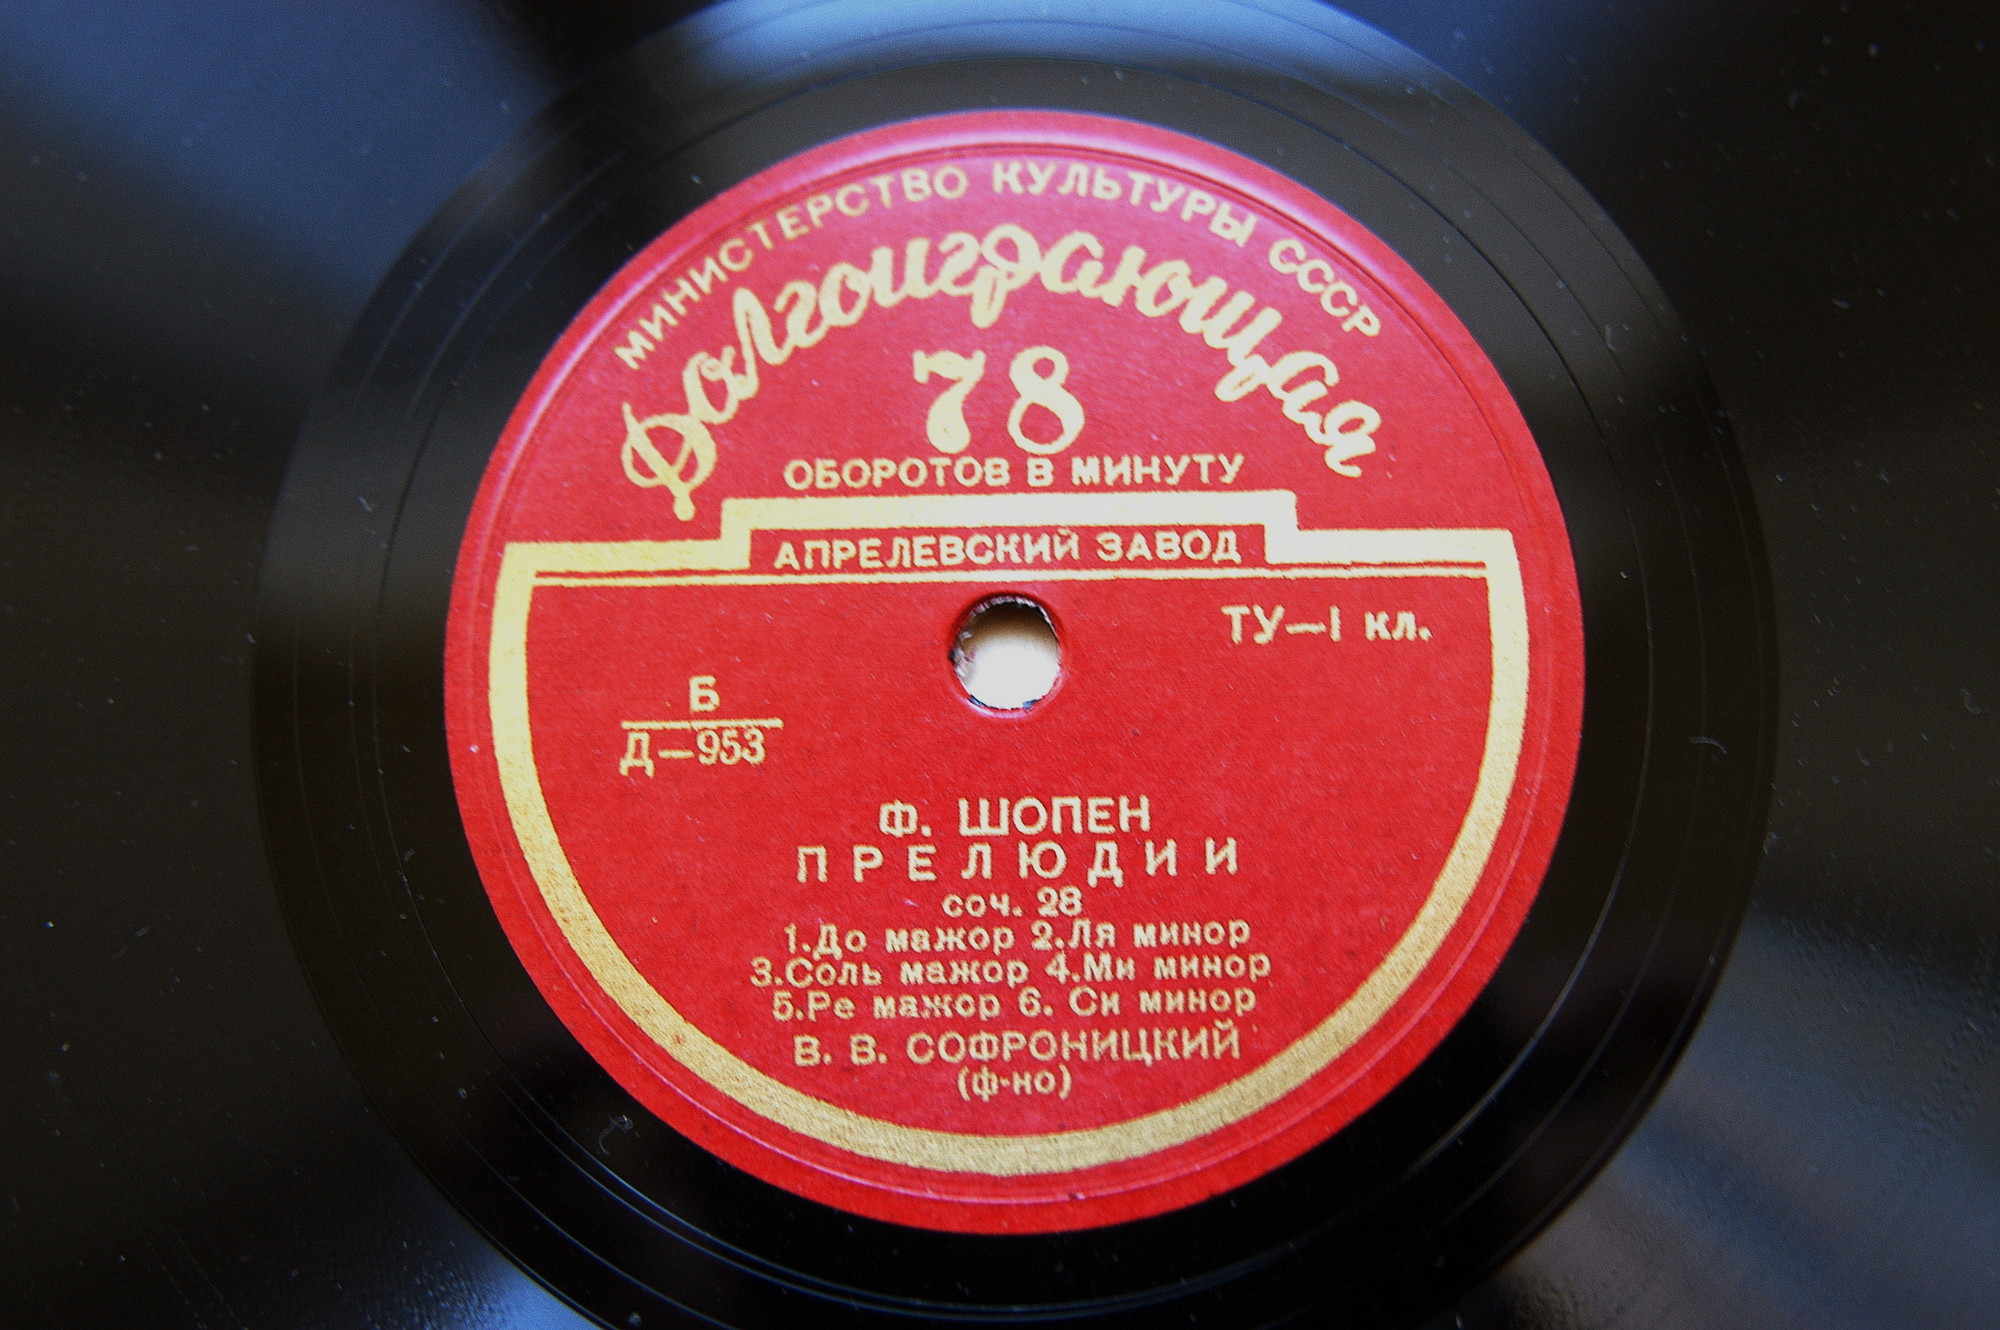 МИНИСТЕРСТВО КУЛЬТУРЫ СССР
Долгоиграющая
78
ОБОРОТОВ В МИНУТУ
АПРЕЛЕВСКИЙ ЗАВОД
ТУ—I кл.
Б
Д—953
Ф. ШОПЕН
ПРЕЛЮДИИ
соч. 28
1.До мажор 2.Ля минор
3.Соль мажор 4.Ми минор
5.Ре мажор 6. Си минор
В. В. СОФРОНИЦКИЙ
(ф-но)